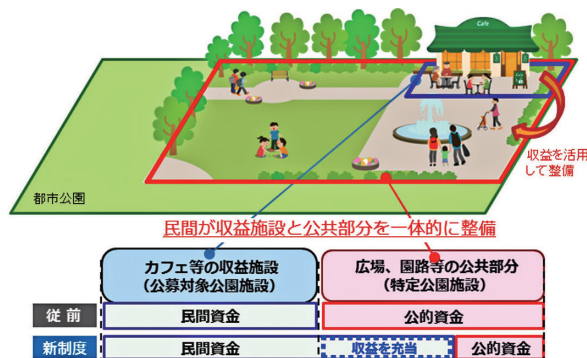 Cafe
収益を活用
して整備
都市公園
民間が収益施設と公共部分を一体的に整備
カフェ等の収益施設
(公募対象公園施設)
広場、園路等の公共部分
(特定公園施設)
従前
民間資金
公的資金
新制度
民間資金
収益を充当
公的資金